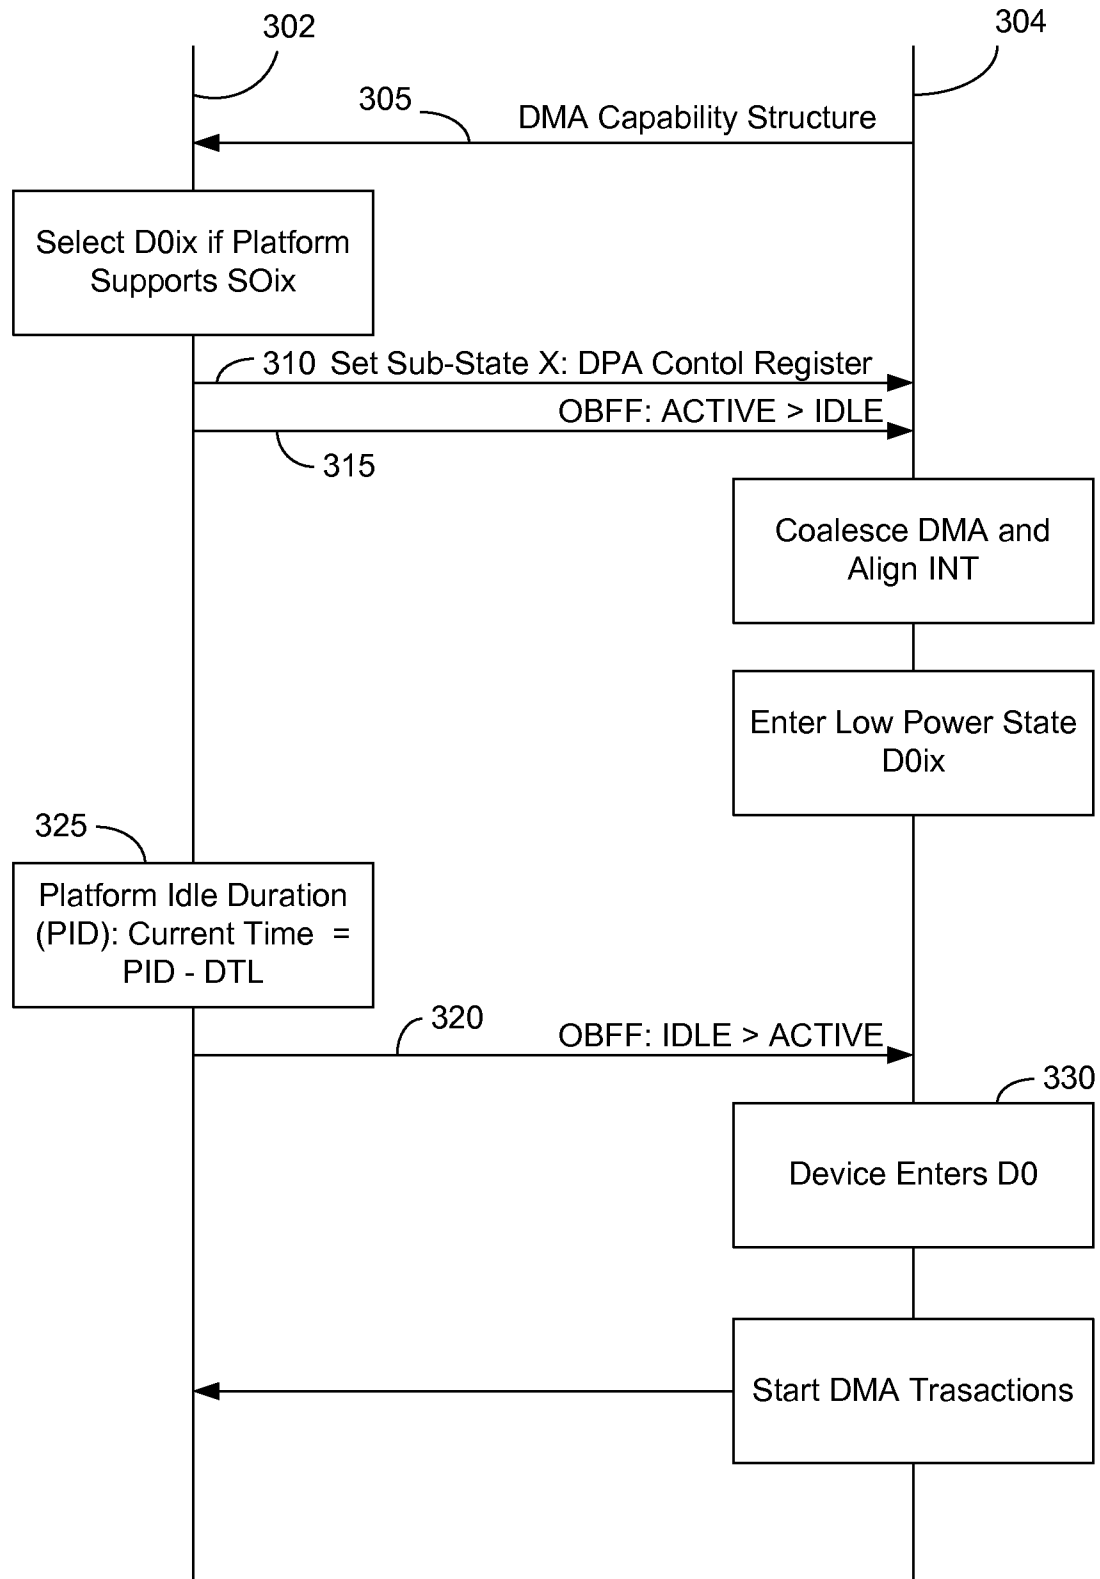 302
304
305
DMA Capability Structure
Select D0ix if Platform
Supports SOix
310 Set Sub-State X: DPA Contol Register
OBFF: ACTIVE > IDLE
315
Coalesce DMA and
Align INT
Enter Low Power State
D0ix
325
Platform Idle Duration
(PID): Current Time =
PID - DTL
320
OBFF: IDLE > ACTIVE
330
Device Enters D0
Start DMA Trasactions